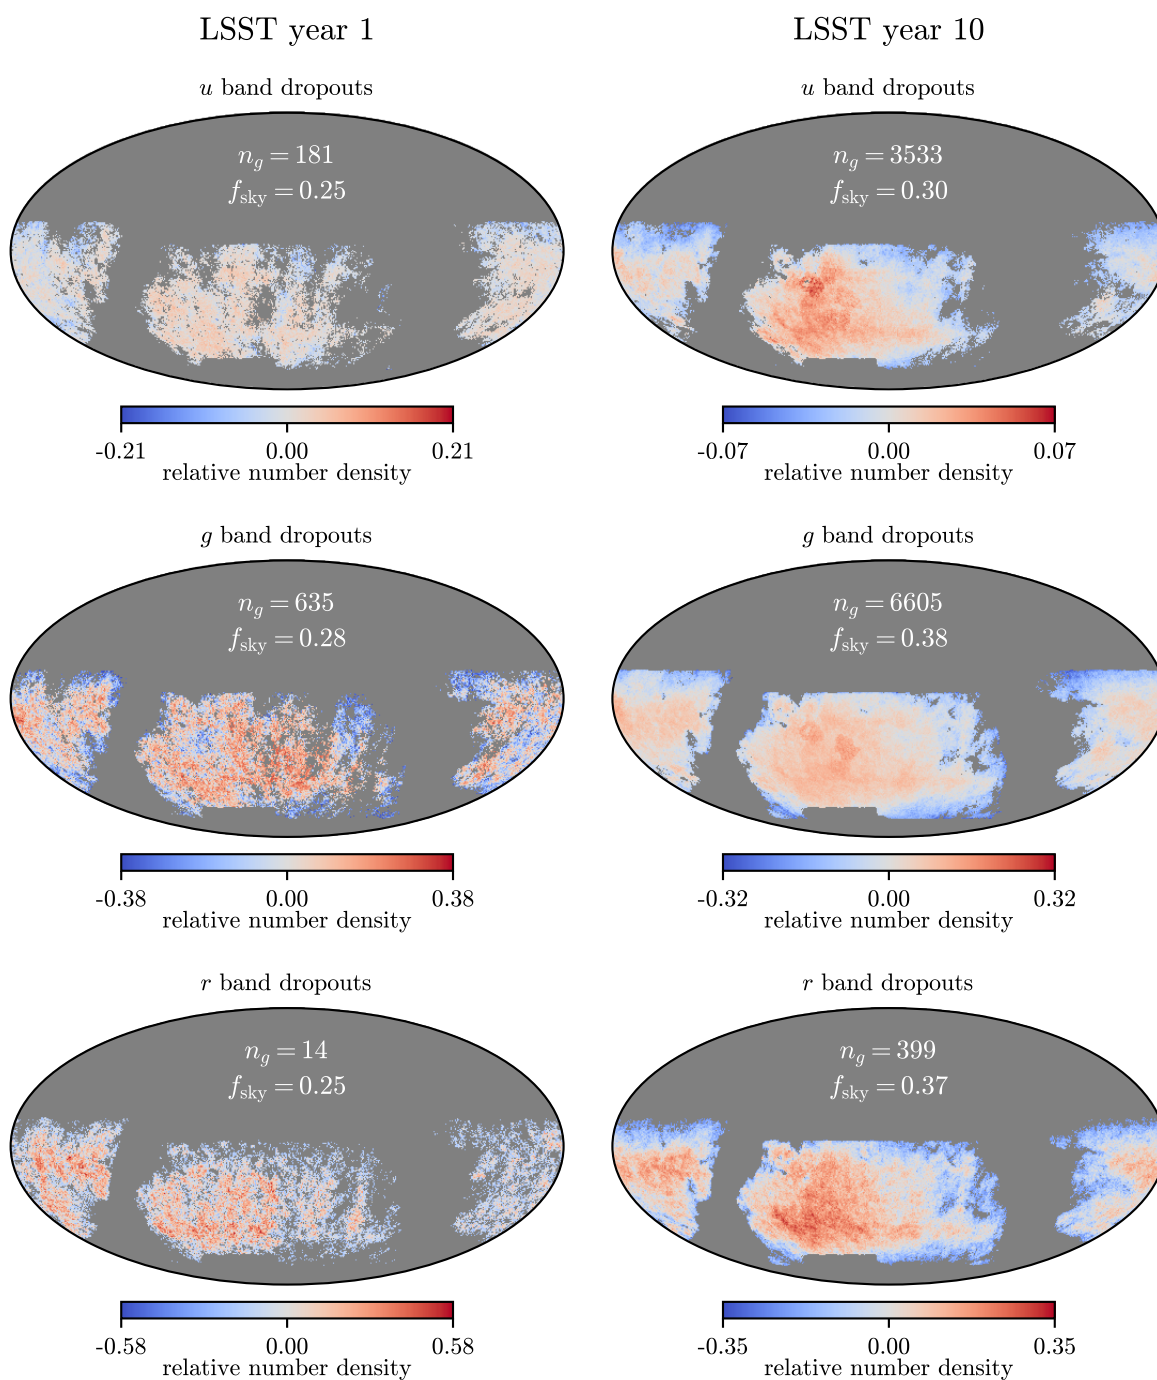 LSST year 1
LSST year 10
u band dropouts
n_g = 181
f_sky = 0.25
-0.21 0.00 0.21
relative number density
u band dropouts
n_g = 3533
f_sky = 0.30
-0.07 0.00 0.07
relative number density
g band dropouts
n_g = 635
f_sky = 0.28
-0.38 0.00 0.38
relative number density
g band dropouts
n_g = 6605
f_sky = 0.38
-0.32 0.00 0.32
relative number density
r band dropouts
n_g = 14
f_sky = 0.25
-0.58 0.00 0.58
relative number density
r band dropouts
n_g = 399
f_sky = 0.37
-0.35 0.00 0.35
relative number density